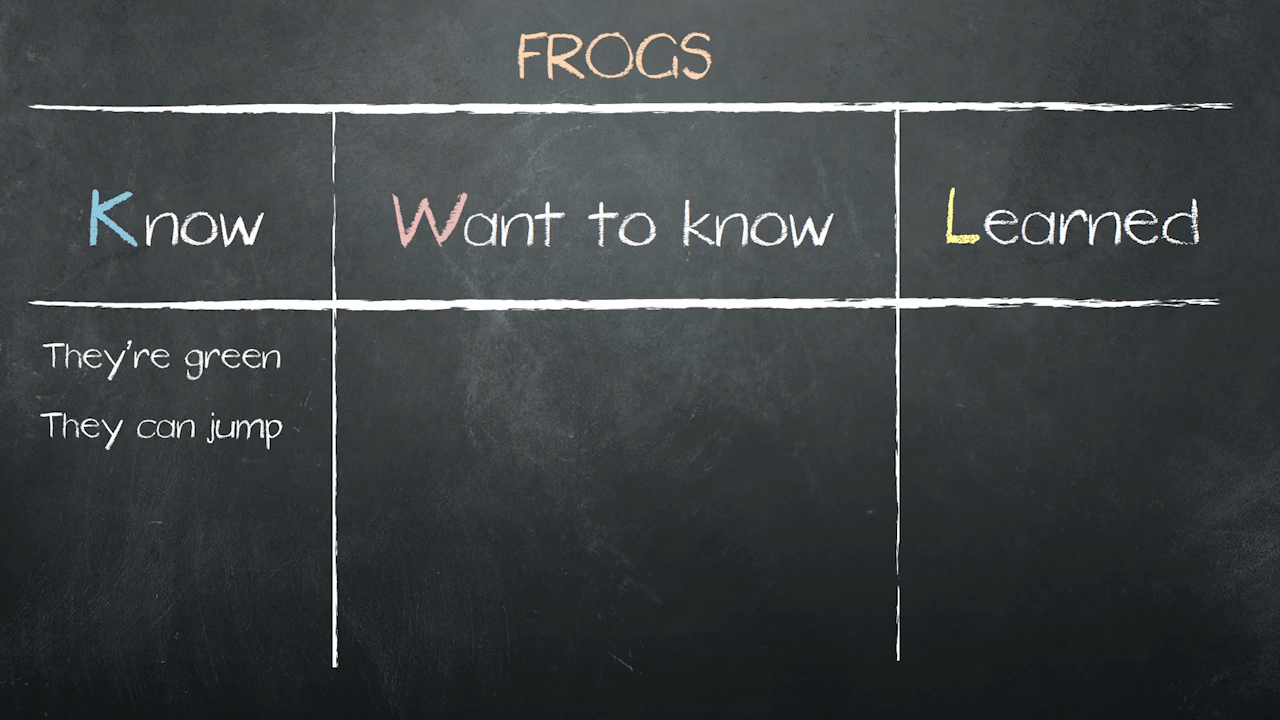 FROGS
Know
Want to know
Learned
They're green
They can jump